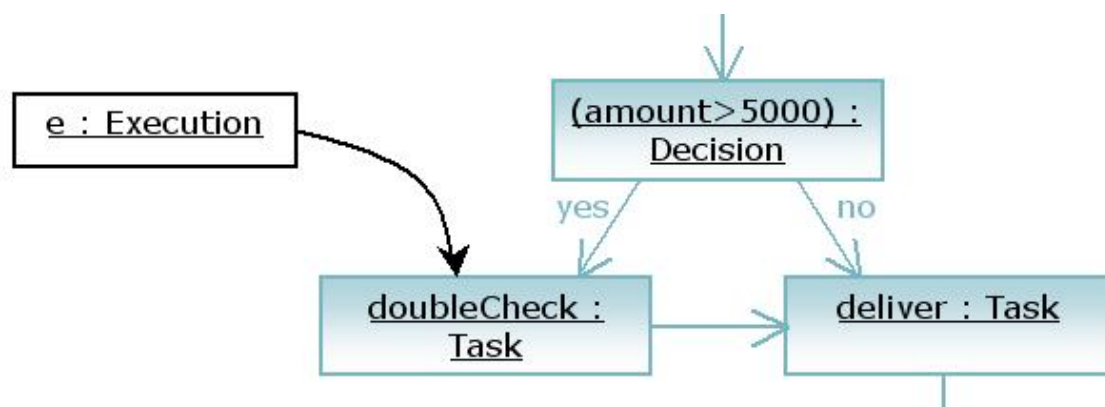 (amount>5000) :
Decision
e : Execution
yes
no
doubleCheck :
Task
deliver : Task